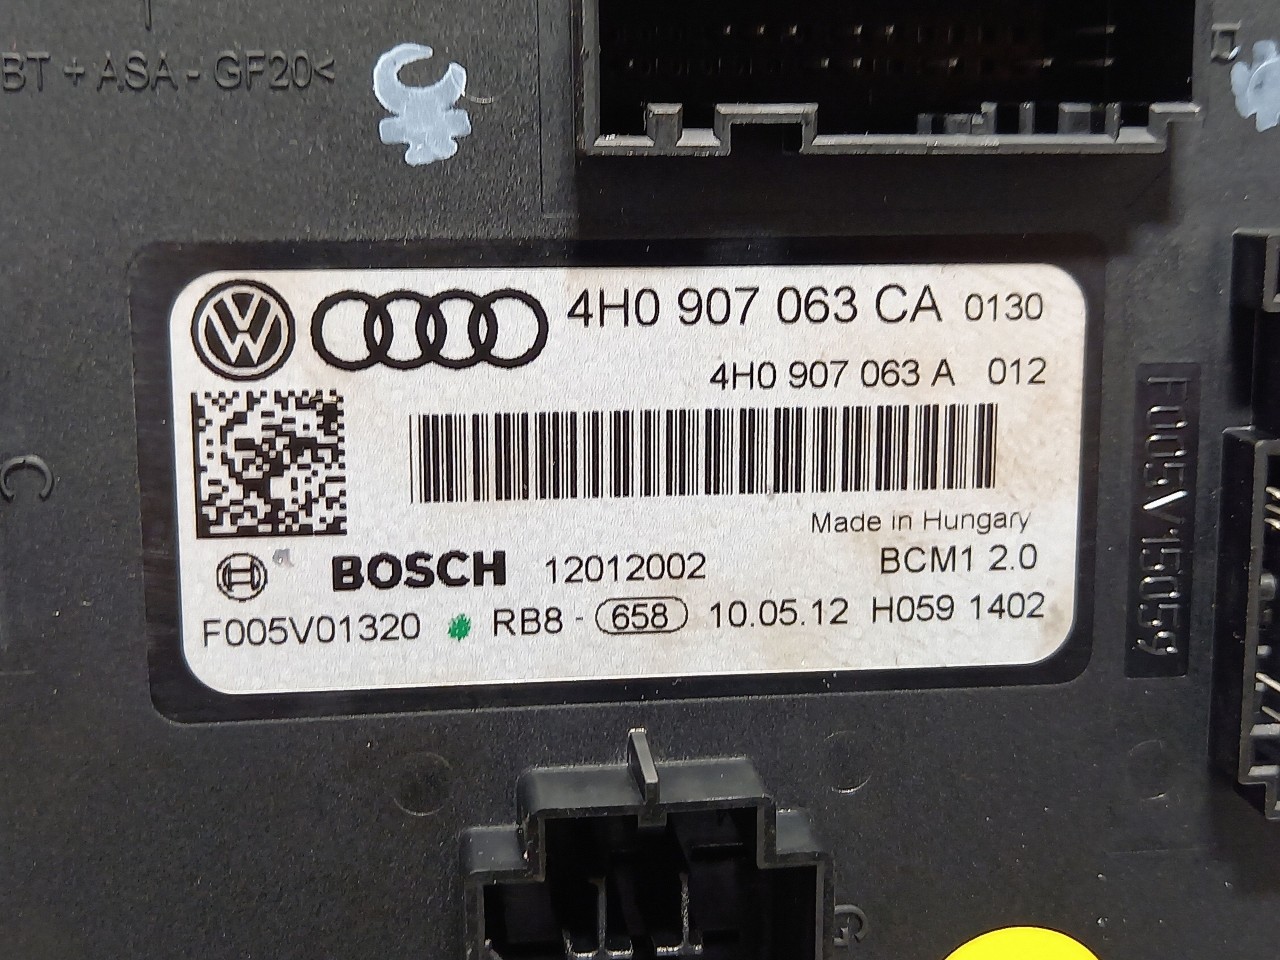 BT + ASA - GF20<
D
4H0 907 063 CA 0130
4H0 907 063 A 012
Made in Hungary
BOSCH 12012002 BCM1 2.0
F005V01320 RB8 - 658 10.05.12 H059 1402
F005V15059
C
G